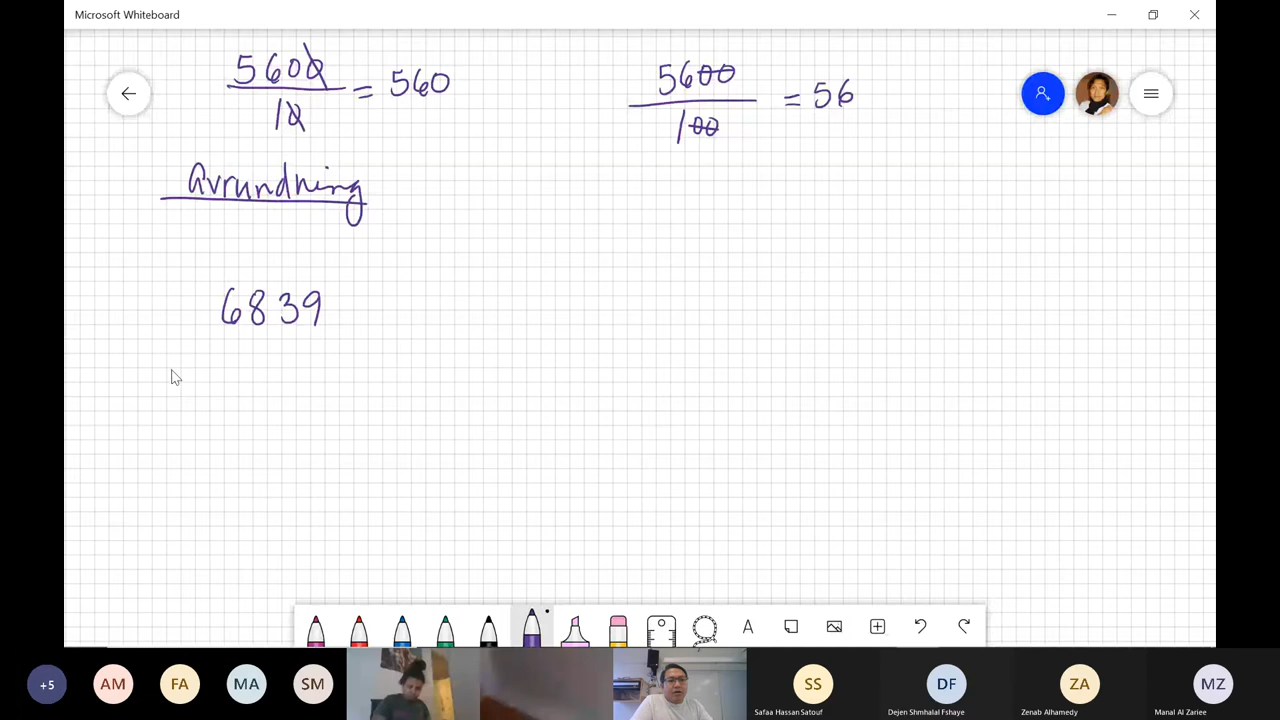 Microsoft Whiteboard
5600 / 10 = 560
5600 / 100 = 56
Avrundning
6839
A
+5
AM
FA
MA
SM
SS
DF
ZA
MZ
Safaa Hassan Satouf
Dejen Shmhalal Fshaye
Zenab Alhamedy
Manal Al Zariee